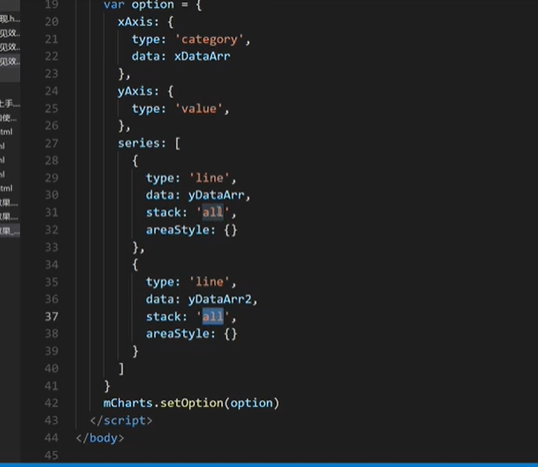 19 var option = {
20 xAxis: {
21 type: 'category',
22 data: xDataArr
23 },
24 yAxis: {
25 type: 'value',
26 },
27 series: [
28 {
29 type: 'line',
30 data: yDataArr,
31 stack: 'all',
32 areaStyle: {}
33 },
34 {
35 type: 'line',
36 data: yDataArr2,
37 stack: 'all',
38 areaStyle: {}
39 }
40 ]
41 }
42 mCharts.setOption(option)
43 </script>
44 </body>
45